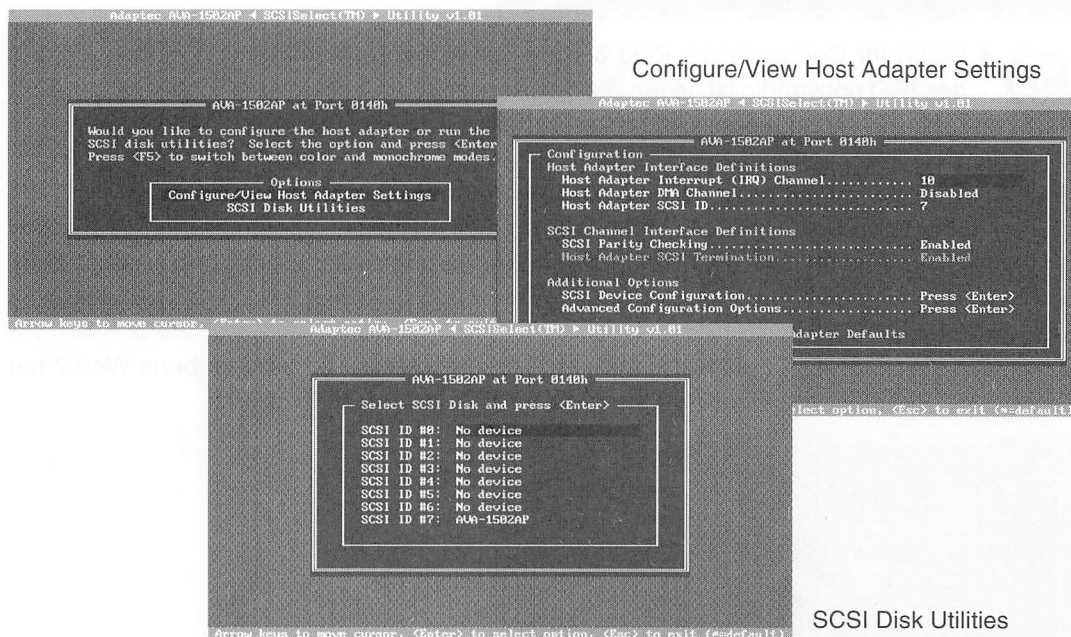 Adaptec AVA-1502AP ◄ SCSISelect(TM) ► Utility v1.01
AVA-1502AP at Port 0140h
Would you like to configure the host adapter or run the
SCSI disk utilities? Select the option and press <Enter
Press <F5> to switch between color and monochrome modes.
Options
Configure/View Host Adapter Settings
SCSI Disk Utilities
Arrow keys to move cursor,
Configure/View Host Adapter Settings
Adaptec AVA-1502AP ◄ SCSISelect(TM) ► Utility v1.01
AVA-1502AP at Port 0140h
Configuration
Host Adapter Interface Definitions
Host Adapter Interrupt (IRQ) Channel........... 10
Host Adapter DMA Channel....................... Disabled
Host Adapter SCSI ID........................... 7
SCSI Channel Interface Definitions
SCSI Parity Checking........................... Enabled
Host Adapter SCSI Termination.................. Enabled
Additional Options
SCSI Device Configuration...................... Press <Enter>
Advanced Configuration Options................. Press <Enter>
dapter Defaults
lect option, <Esc> to exit (*=default)
Adaptec AVA-1502AP ◄ SCSISelect(TM) ► Utility v1.01
AVA-1502AP at Port 0140h
Select SCSI Disk and press <Enter>
SCSI ID #0: No device
SCSI ID #1: No device
SCSI ID #2: No device
SCSI ID #3: No device
SCSI ID #4: No device
SCSI ID #5: No device
SCSI ID #6: No device
SCSI ID #7: AVA-1502AP
Arrow keys to move cursor, <Enter> to select option, <Esc> to exit (*=default)
SCSI Disk Utilities